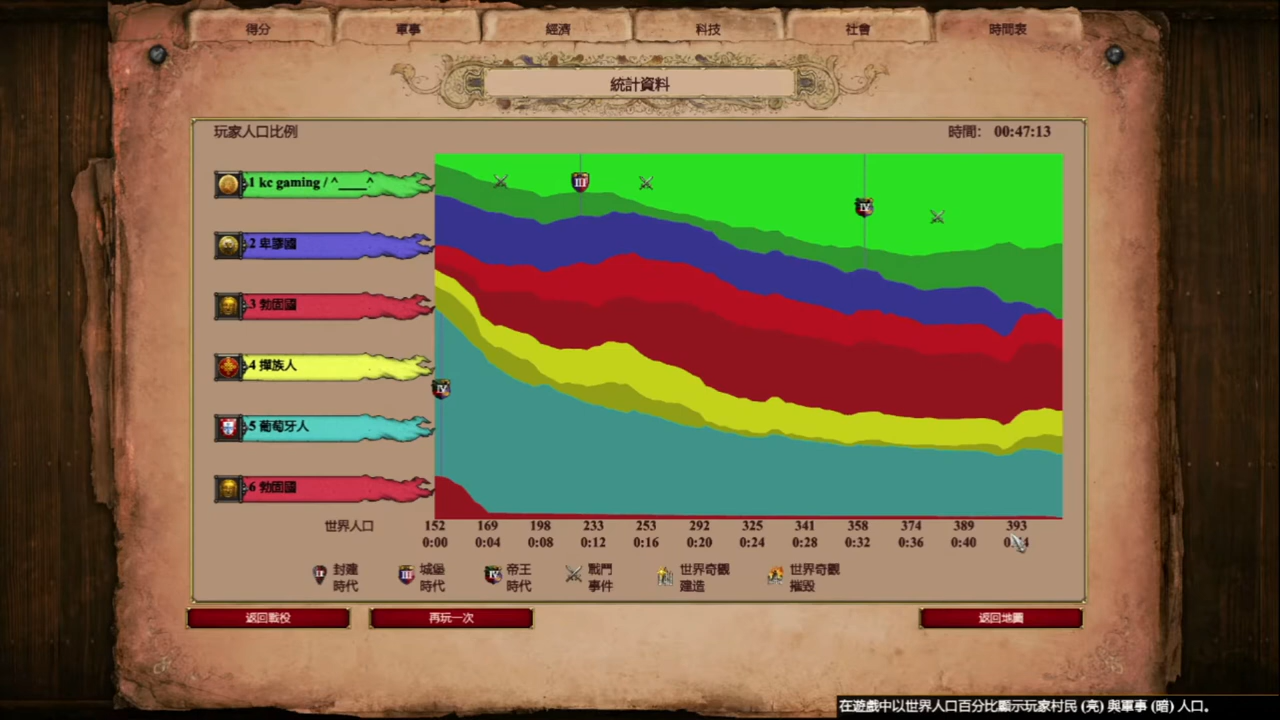 得分 軍事 經濟 科技 社會 時間表
統計資料
玩家人口比例 時間: 00:47:13
1 kc gaming / ^____^
2 卑謬國
3 勃固國
4 撣族人
5 葡萄牙人
6 勃固國
世界人口 152 169 198 233 253 292 325 341 358 374 389 393
0:00 0:04 0:08 0:12 0:16 0:20 0:24 0:28 0:32 0:36 0:40
封建時代 城堡時代 帝王時代 戰鬥事件 世界奇觀建造 世界奇觀摧毀
返回戰役 再玩一次 返回地圖
在遊戲中以世界人口百分比顯示玩家村民 (亮) 與軍事 (暗) 人口。